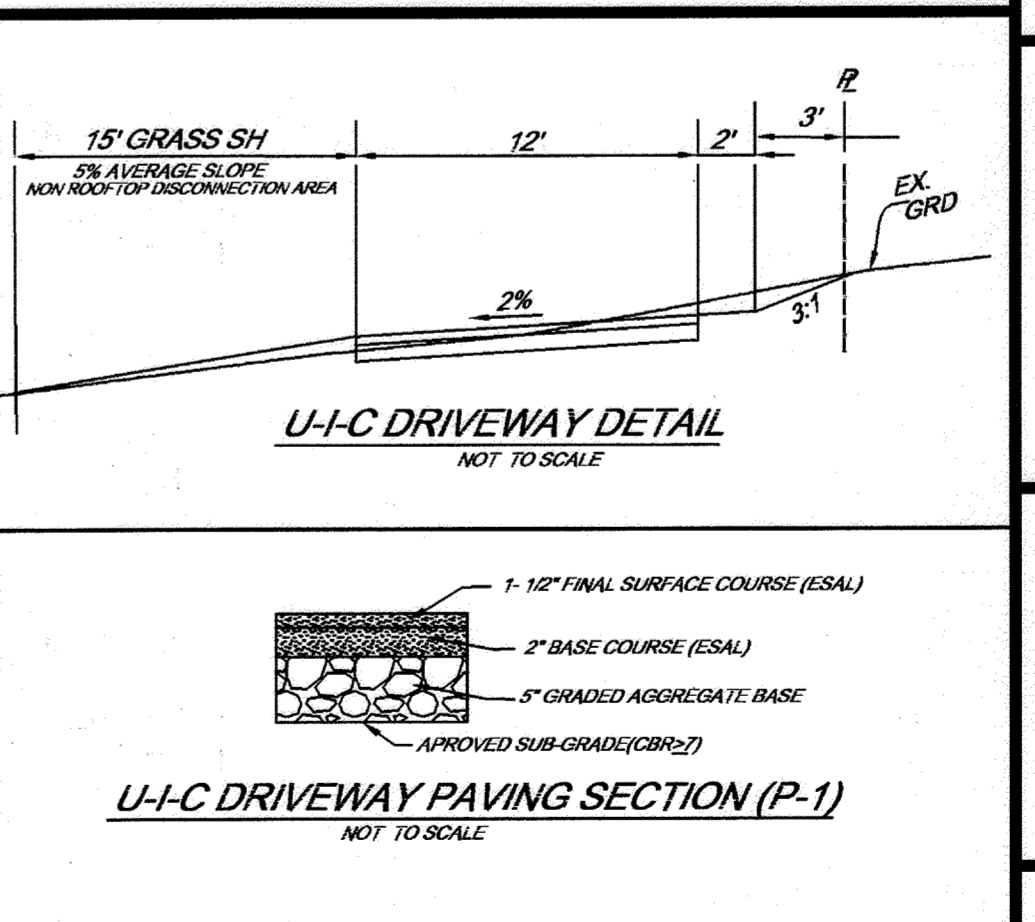 PL
3'
15' GRASS SH
12'
2'
5% AVERAGE SLOPE
NON ROOFTOP DISCONNECTION AREA
EX.
GRD
2%
3:1
U-I-C DRIVEWAY DETAIL
NOT TO SCALE
1- 1/2" FINAL SURFACE COURSE (ESAL)
2" BASE COURSE (ESAL)
5" GRADED AGGREGATE BASE
APROVED SUB-GRADE(CBR≥7)
U-I-C DRIVEWAY PAVING SECTION (P-1)
NOT TO SCALE